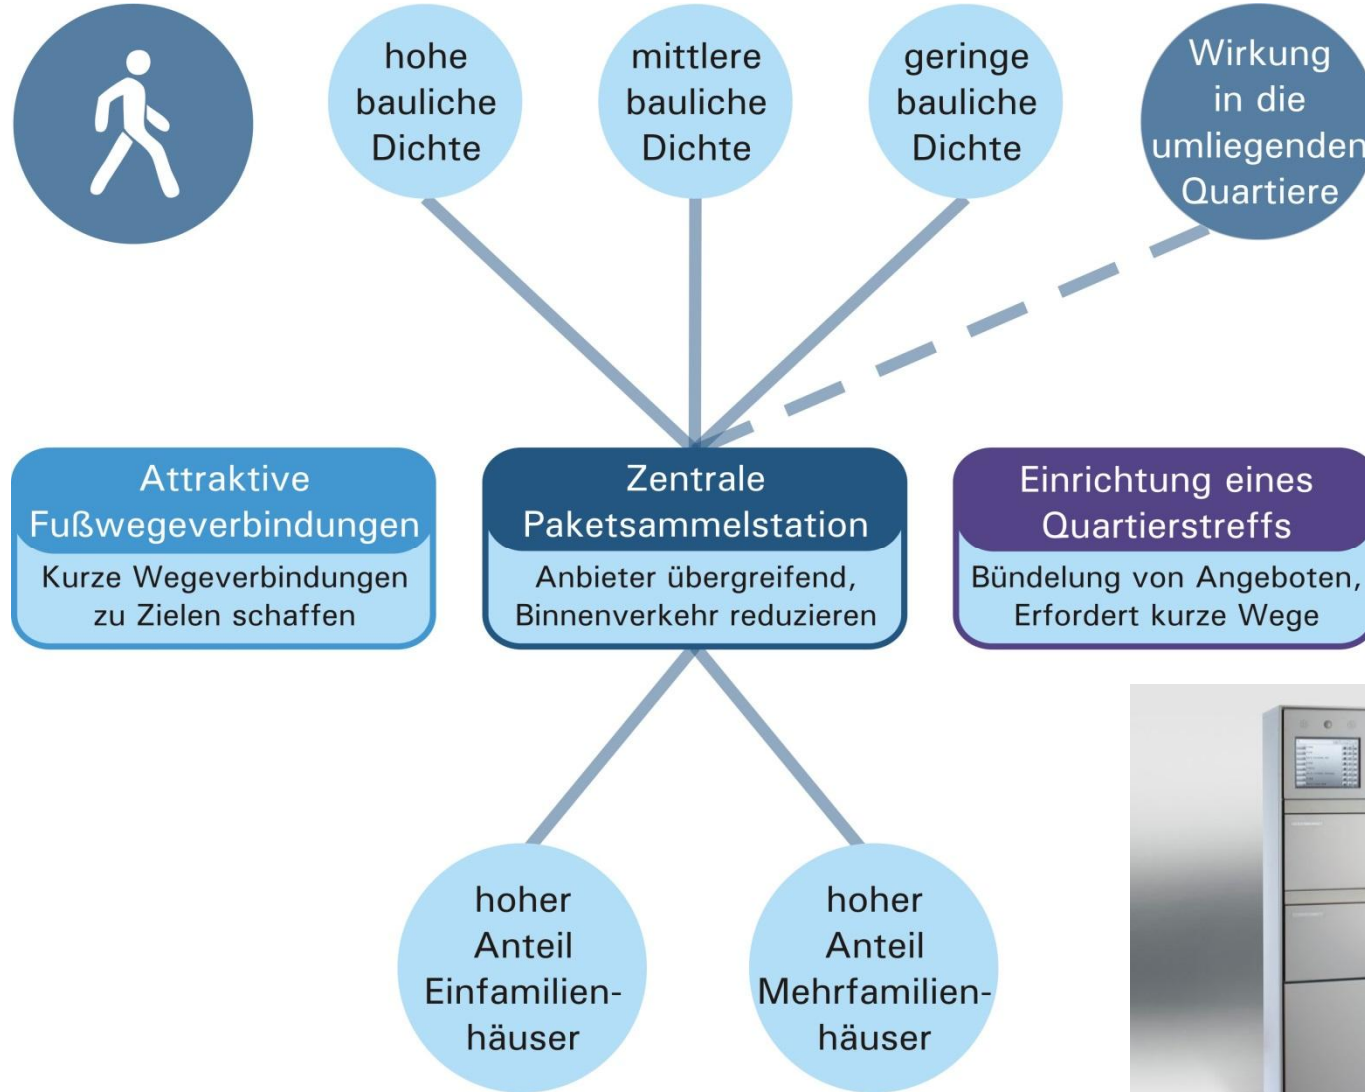 hohe
bauliche
Dichte
mittlere
bauliche
Dichte
geringe
bauliche
Dichte
Wirkung
in die
umliegenden
Quartiere
Attraktive
Fußwegeverbindungen
Kurze Wegeverbindungen
zu Zielen schaffen
Zentrale
Paketsammelstation
Anbieter übergreifend,
Binnenverkehr reduzieren
Einrichtung eines
Quartierstreffs
Bündelung von Angeboten,
Erfordert kurze Wege
hoher
Anteil
Einfamilien-
häuser
hoher
Anteil
Mehrfamilien-
häuser